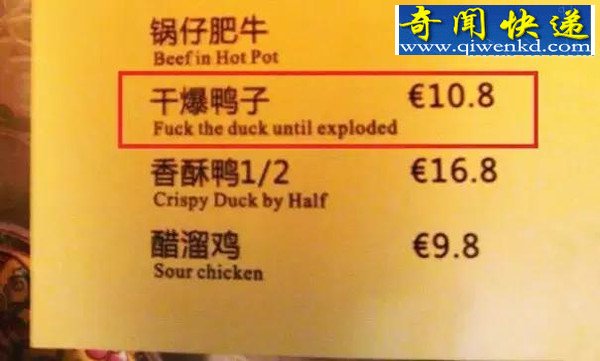 奇闻快递
www.qiwenkd.com
锅仔肥牛
Beef in Hot Pot
干爆鸭子 €10.8
Fuck the duck until exploded
香酥鸭1/2 €16.8
Crispy Duck by Half
醋溜鸡 €9.8
Sour chicken